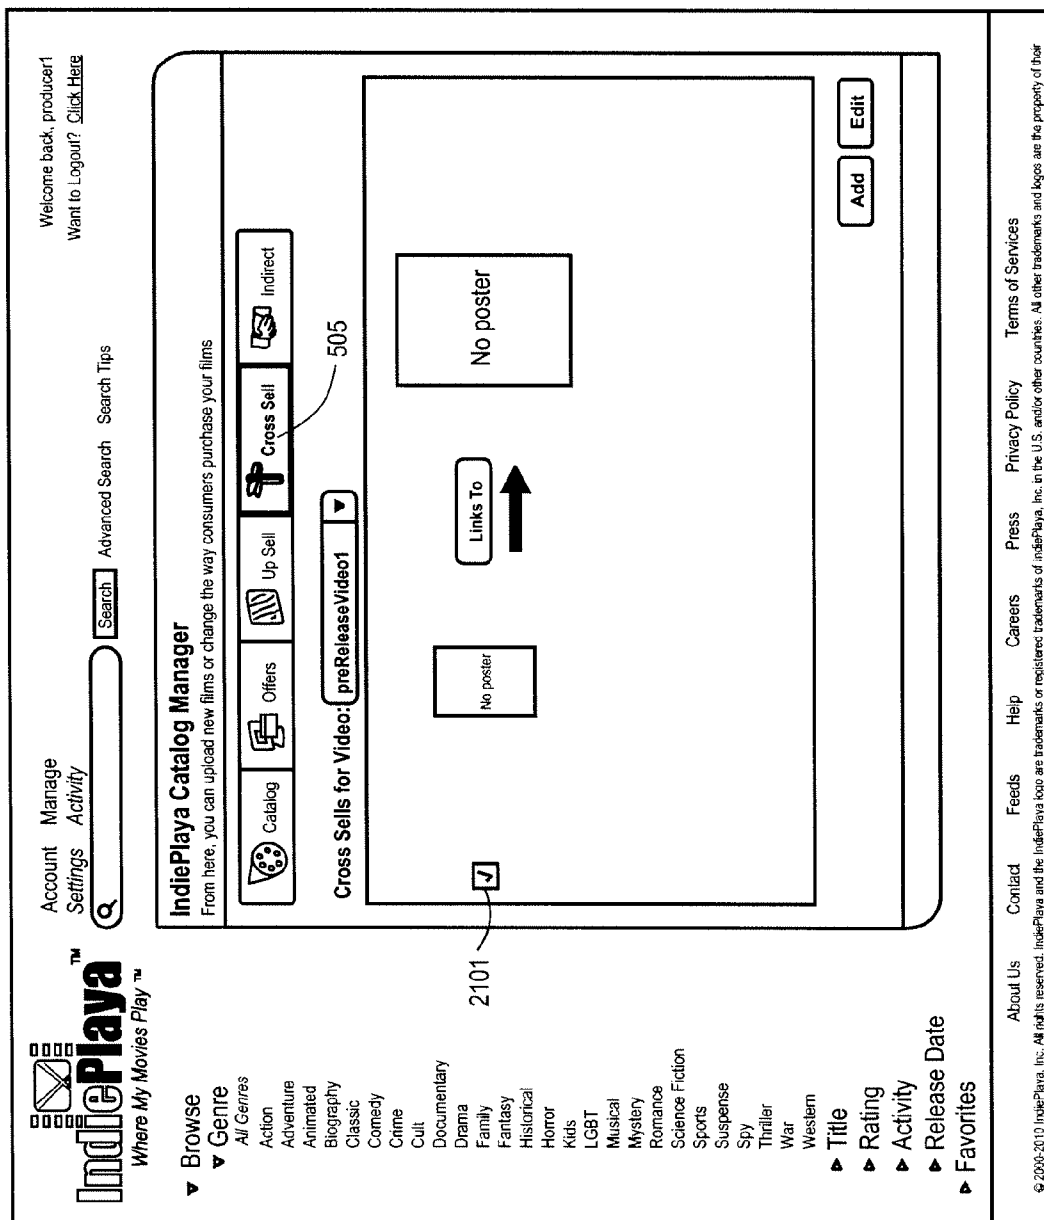 IndiePlaya™
Where My Movies Play™
Account Manage
Settings Activity
Welcome back, producer1
Want to Logout? Click Here
Search Advanced Search Search Tips
Browse
Genre
All Genres
Action
Adventure
Animated
Biography
Classic
Comedy
Crime
Cult
Documentary
Drama
Family
Fantasy
Historical
Horror
Kids
LGBT
Musical
Mystery
Romance
Science Fiction
Sports
Suspense
Spy
Thriller
War
Western
Title
Rating
Activity
Release Date
Favorites
IndiePlaya Catalog Manager
From here, you can upload new films or change the way consumers purchase your films
Catalog Offers Up Sell Cross Sell Indirect
505
Cross Sells for Video: preReleaseVideo1
2101
No poster
Links To
No poster
Add Edit
About Us Contact Feeds Help Careers Press Privacy Policy Terms of Services
© 2000-2010 IndiePlaya, Inc. All rights reserved. IndiePlaya and the IndiePlaya logo are trademarks or registered trademarks of IndiePlaya, Inc. in the U.S. and/or other countries. All other trademarks and logos are the property of their